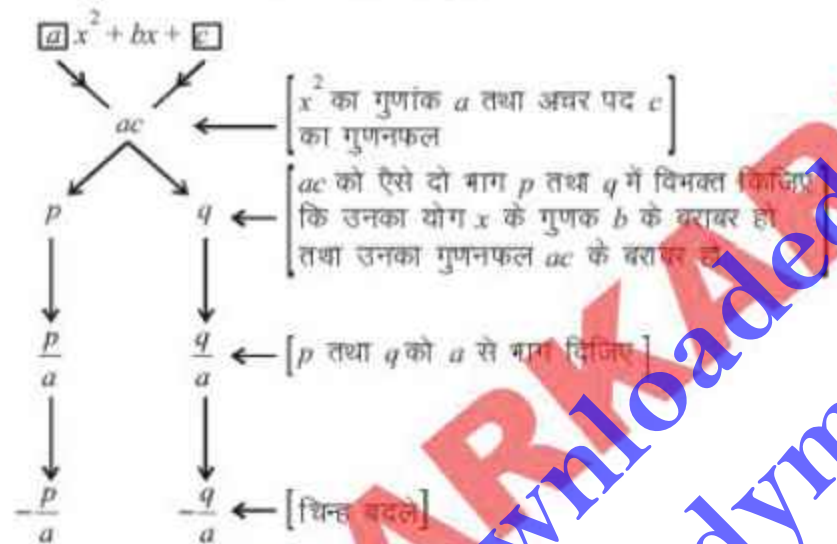 a x² + bx + c
ac
x² का गुणांक a तथा अचर पद c
का गुणनफल
p
q
ac को ऐसे दो भाग p तथा q में विभक्त किजिए
कि उनका योग x के गुणक b के बराबर हो
तथा उनका गुणनफल ac के बराबर हो
p/a
q/a
[p तथा q को a से भाग दिजिए]
-p/a
-q/a
[चिन्ह बदले]